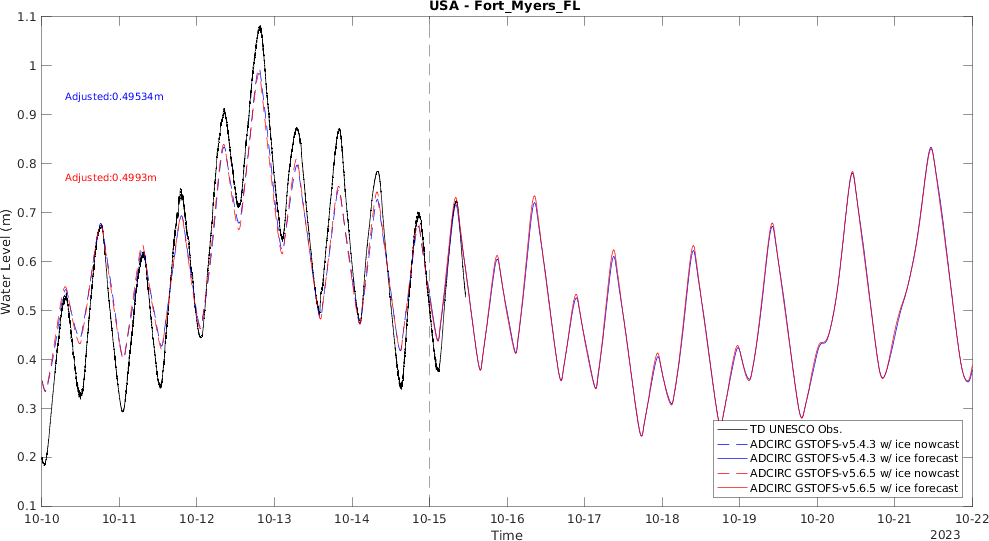 USA - Fort_Myers_FL
1.1
1
0.9
0.8
0.7
0.6
0.5
0.4
0.3
0.2
0.1
Water Level (m)
Adjusted:0.49534m
Adjusted:0.4993m
TD UNESCO Obs.
ADCIRC GSTOFS-v5.4.3 w/ ice nowcast
ADCIRC GSTOFS-v5.4.3 w/ ice forecast
ADCIRC GSTOFS-v5.6.5 w/ ice nowcast
ADCIRC GSTOFS-v5.6.5 w/ ice forecast
10-10 10-11 10-12 10-13 10-14 10-15 10-16 10-17 10-18 10-19 10-20 10-21 10-22
Time
2023